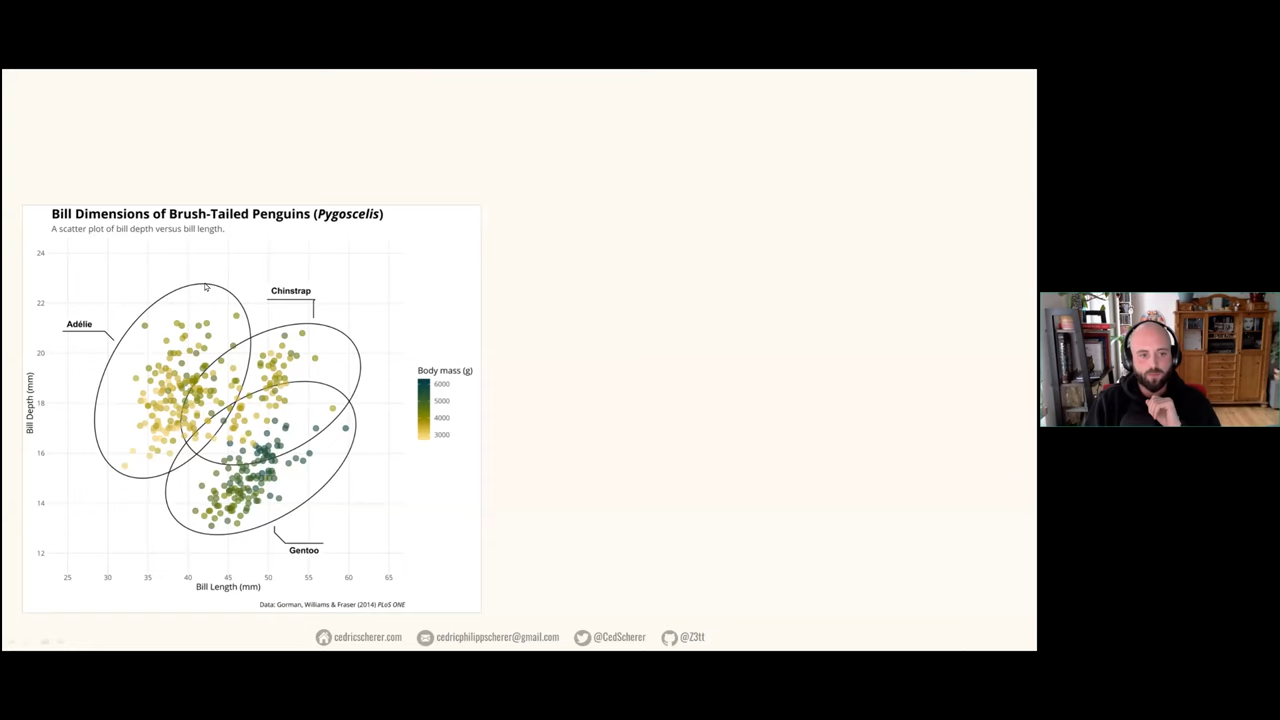 Bill Dimensions of Brush-Tailed Penguins (Pygoscelis)
A scatter plot of bill depth versus bill length.
24
22
20
18
16
14
12
Bill Depth (mm)
Adélie
Chinstrap
Gentoo
Body mass (g)
6000
5000
4000
3000
25 30 35 40 45 50 55 60 65
Bill Length (mm)
Data: Gorman, Williams & Fraser (2014) PLoS ONE
cedricscherer.com cedricphilippscherer@gmail.com @CedScherer @Z3tt